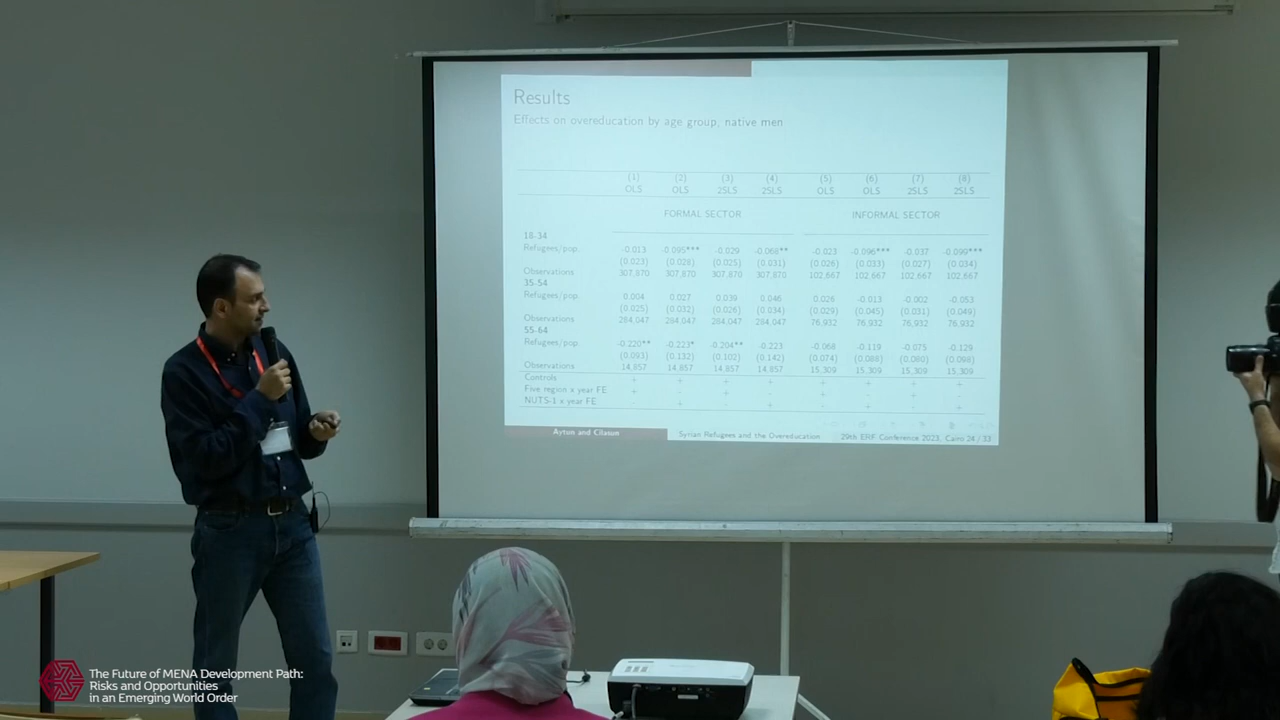 Results
Effects on overeducation by age group, native men
(1) (2) (3) (4) (5) (6) (7) (8)
OLS OLS 2SLS 2SLS OLS OLS 2SLS 2SLS
FORMAL SECTOR INFORMAL SECTOR
18-34
Refugees/pop. -0.013 -0.095*** -0.029 -0.068** -0.023 -0.096*** -0.037 -0.099***
(0.023) (0.028) (0.025) (0.031) (0.026) (0.033) (0.027) (0.034)
Observations 307,870 307,870 307,870 307,870 102,667 102,667 102,667 102,667
35-54
Refugees/pop. 0.004 0.027 0.039 0.046 0.026 -0.013 -0.002 -0.053
(0.025) (0.032) (0.026) (0.034) (0.029) (0.045) (0.031) (0.049)
Observations 284,047 284,047 284,047 284,047 76,932 76,932 76,932 76,932
55-64
Refugees/pop. -0.220** -0.223* -0.204** -0.223 -0.068 -0.119 -0.075 -0.129
(0.093) (0.132) (0.102) (0.142) (0.074) (0.088) (0.080) (0.098)
Observations 14,857 14,857 14,857 14,857 15,309 15,309 15,309 15,309
Controls + + + + + + + +
Five region x year FE + + + +
NUTS-1 x year FE + + + +
Aytun and Cilasun Syrian Refugees and the Overeducation 29th ERF Conference 2023, Cairo 24 / 33
The Future of MENA Development Path:
Risks and Opportunities
in an Emerging World Order